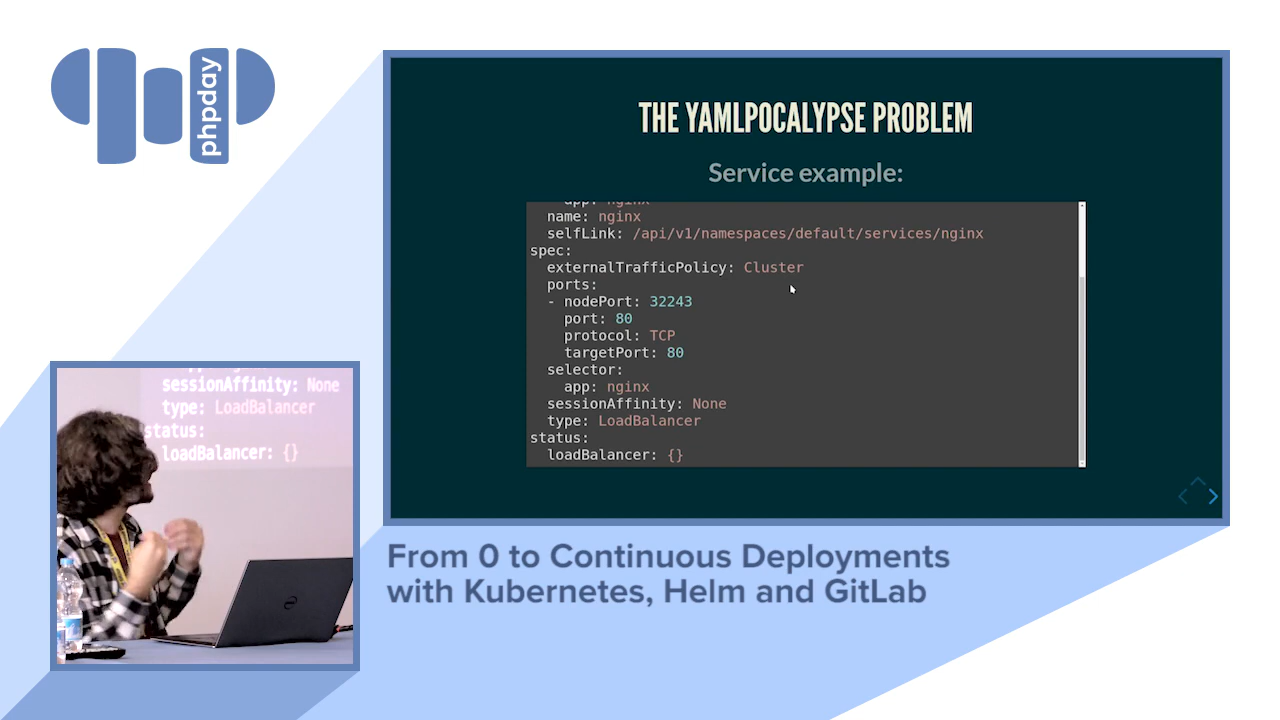 phpday
THE YAMLPOCALYPSE PROBLEM
Service example:
app: nginx
name: nginx
selfLink: /api/v1/namespaces/default/services/nginx
spec:
externalTrafficPolicy: Cluster
ports:
- nodePort: 32243
port: 80
protocol: TCP
targetPort: 80
selector:
app: nginx
sessionAffinity: None
type: LoadBalancer
status:
loadBalancer: {}
sessionAffinity: None
type: LoadBalancer
status:
loadBalancer: {}
From 0 to Continuous Deployments
with Kubernetes, Helm and GitLab